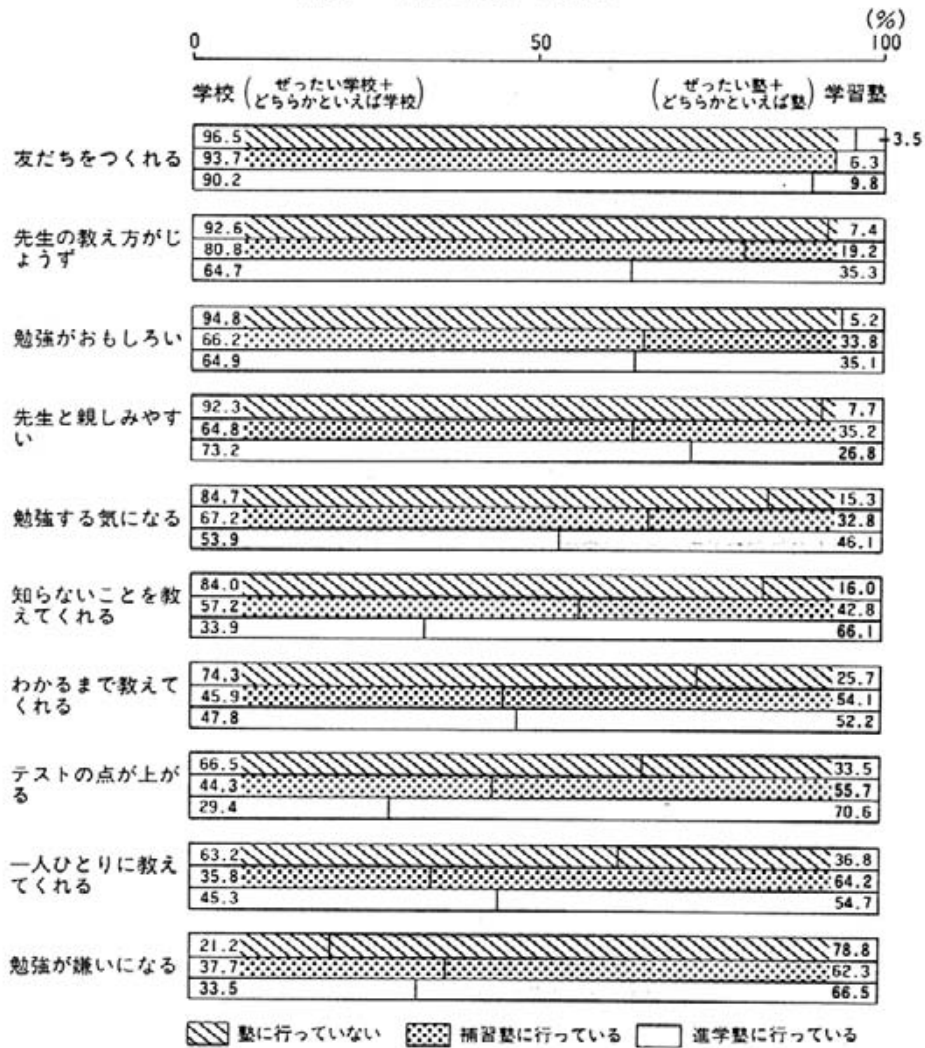 (%)
0 50 100
学校 (ぜったい学校+ どちらかといえば学校) (ぜったい塾+ どちらかといえば塾) 学習塾
96.5 3.5
友だちをつくれる 93.7 6.3
90.2 9.8
先生の教え方がじ 92.6 7.4
ょうず 80.8 19.2
64.7 35.3
94.8 5.2
勉強がおもしろい 66.2 33.8
64.9 35.1
先生と親しみやす 92.3 7.7
い 64.8 35.2
73.2 26.8
84.7 15.3
勉強する気になる 67.2 32.8
53.9 46.1
知らないことを教 84.0 16.0
えてくれる 57.2 42.8
33.9 66.1
わかるまで教えて 74.3 25.7
くれる 45.9 54.1
47.8 52.2
テストの点が上が 66.5 33.5
る 44.3 55.7
29.4 70.6
一人ひとりに教え 63.2 36.8
てくれる 35.8 64.2
45.3 54.7
21.2 78.8
勉強が嫌いになる 37.7 62.3
33.5 66.5
塾に行っていない 補習塾に行っている 進学塾に行っている